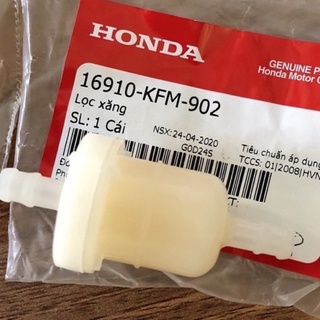 HONDA
GENUINE P
Honda Motor C
16910-KFM-902
Lọc xăng
SL: 1 Cái
NSX:24-04-2020
G0D24S
Tiêu chuẩn áp dụng
TCCS: 01|2008|HVN